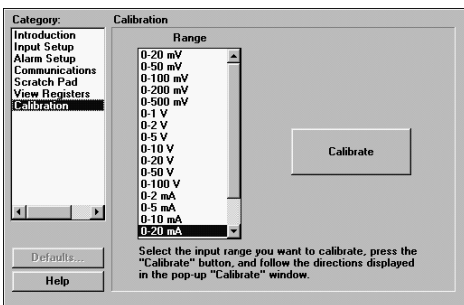 Category:
Introduction
Input Setup
Alarm Setup
Communications
Scratch Pad
View Registers
Calibration
Defaults...
Help
Calibration
Range
0-20 mV
0-50 mV
0-100 mV
0-200 mV
0-500 mV
0-1 V
0-2 V
0-5 V
0-10 V
0-20 V
0-50 V
0-100 V
0-2 mA
0-5 mA
0-10 mA
0-20 mA
Calibrate
Select the input range you want to calibrate, press the
"Calibrate" button, and follow the directions displayed
in the pop-up "Calibrate" window.